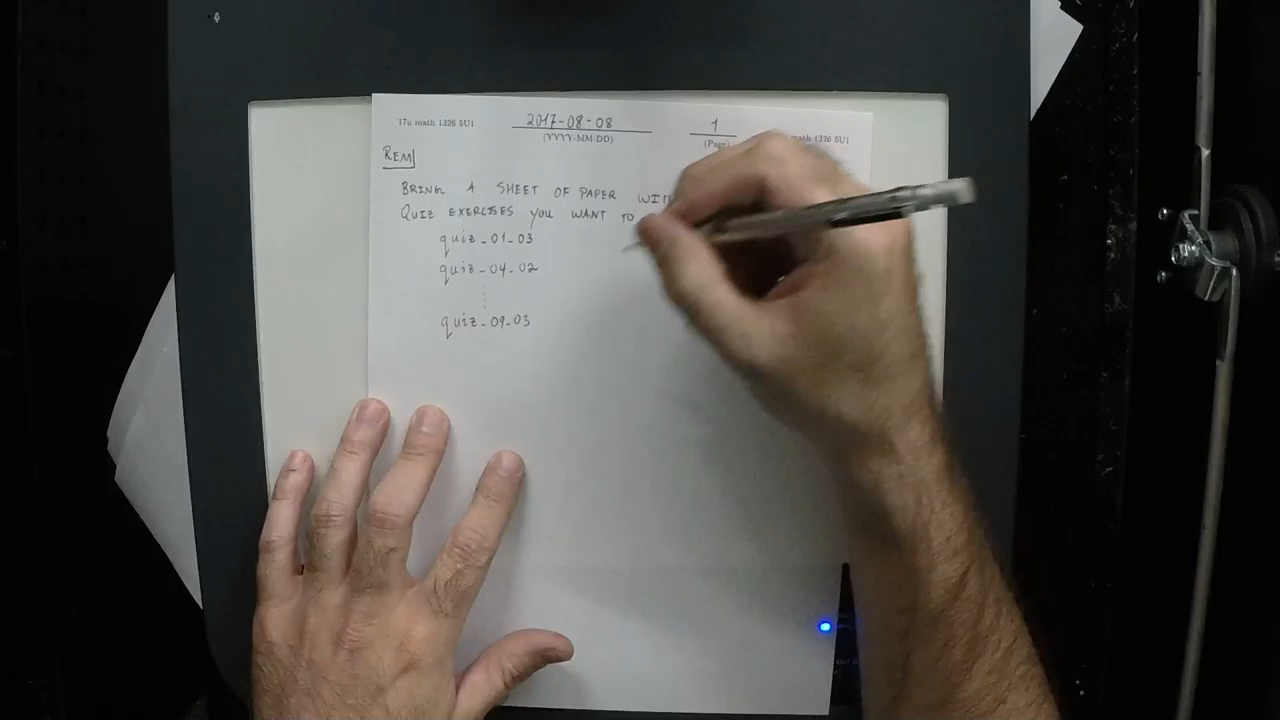 17u math 1326 5U1 2017-08-08 1 math 1326 5U1
(YYYY-MM-DD) (Page)
REM
BRING A SHEET OF PAPER
QUIZ EXERCISES YOU WANT TO
quiz_01_03
quiz_04_02
quiz_09_03